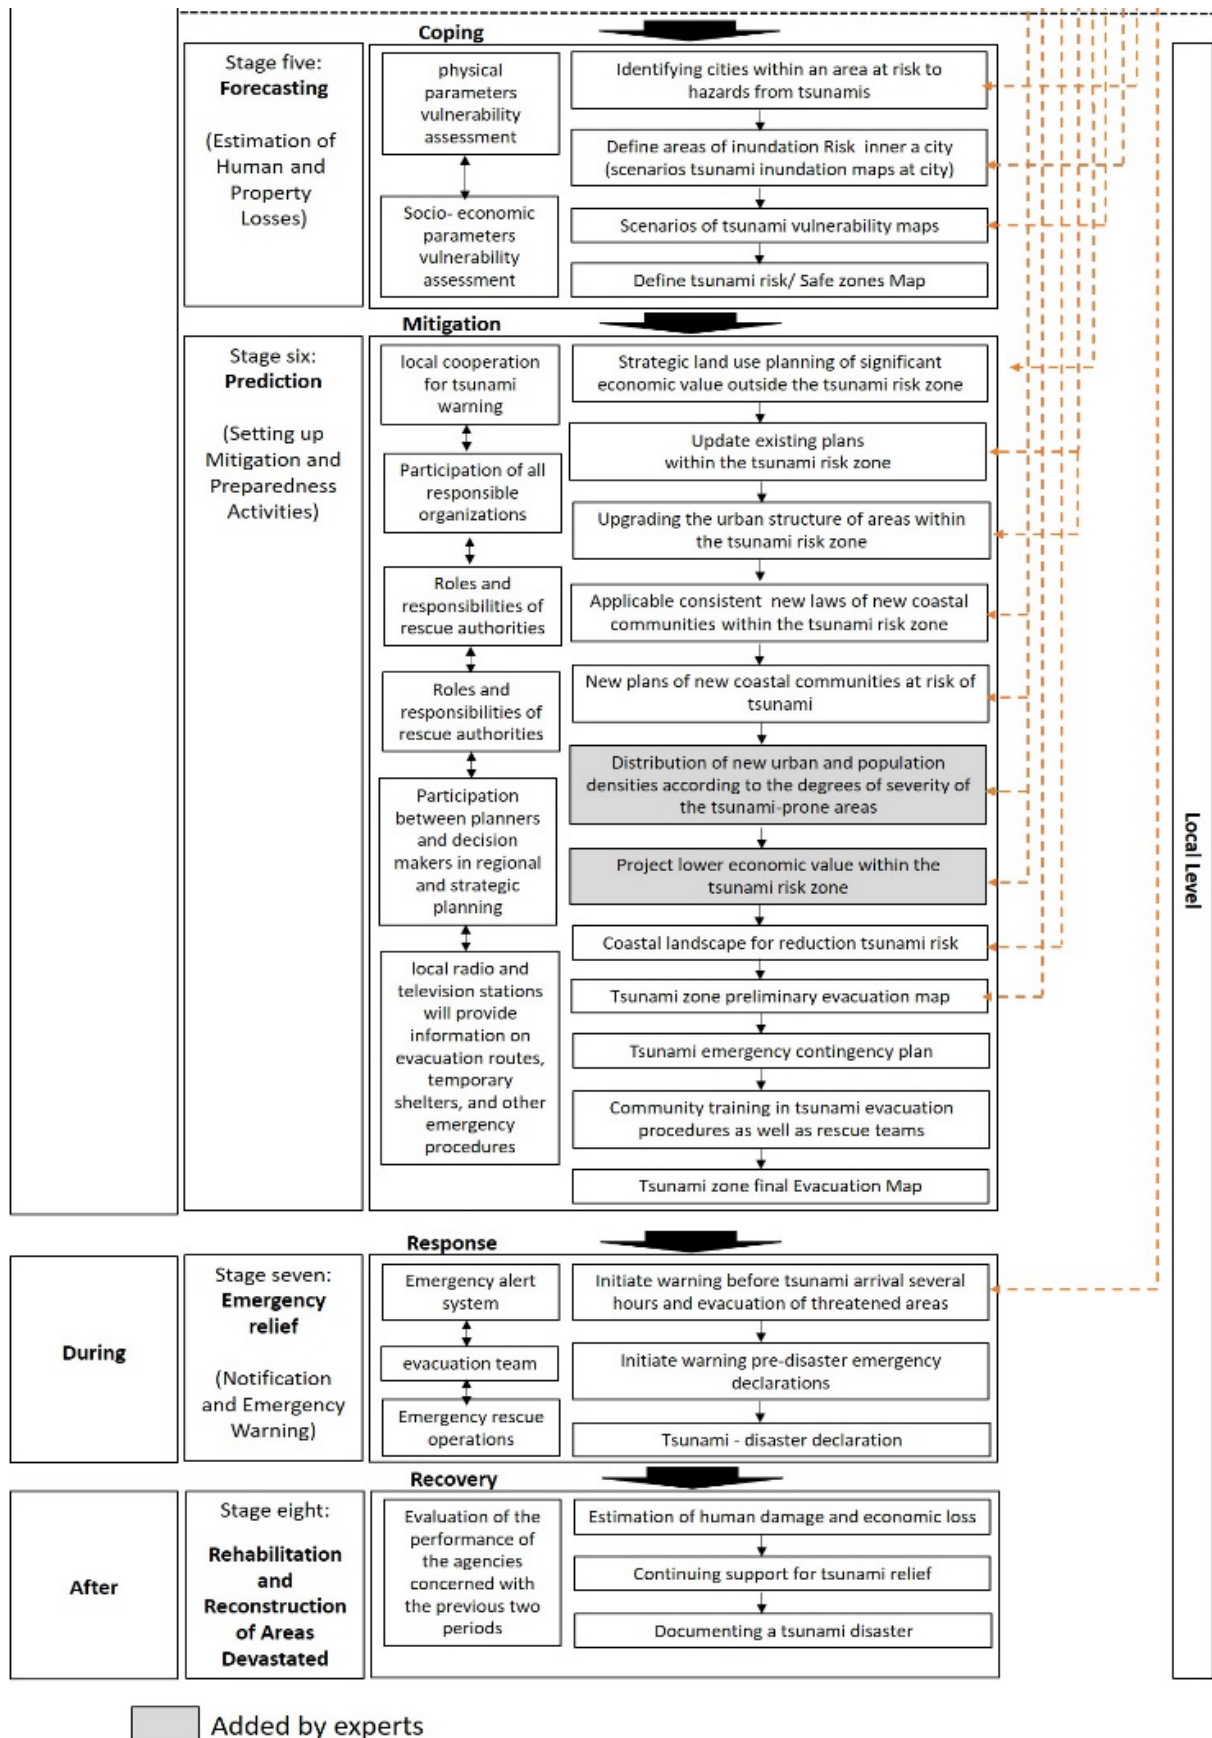 Coping
Stage five:
Forecasting
(Estimation of
Human and
Property
Losses)
physical
parameters
vulnerability
assessment
Socio- economic
parameters
vulnerability
assessment
Identifying cities within an area at risk to
hazards from tsunamis
Define areas of inundation Risk inner a city
(scenarios tsunami inundation maps at city)
Scenarios of tsunami vulnerability maps
Define tsunami risk/ Safe zones Map
Mitigation
Stage six:
Prediction
(Setting up
Mitigation and
Preparedness
Activities)
local cooperation
for tsunami
warning
Participation of all
responsible
organizations
Roles and
responsibilities of
rescue authorities
Roles and
responsibilities of
rescue authorities
Participation
between planners
and decision
makers in regional
and strategic
planning
local radio and
television stations
will provide
information on
evacuation routes,
temporary
shelters, and other
emergency
procedures
Strategic land use planning of significant
economic value outside the tsunami risk zone
Update existing plans
within the tsunami risk zone
Upgrading the urban structure of areas within
the tsunami risk zone
Applicable consistent new laws of new coastal
communities within the tsunami risk zone
New plans of new coastal communities at risk of
tsunami
Distribution of new urban and population
densities according to the degrees of severity of
the tsunami-prone areas
Project lower economic value within the
tsunami risk zone
Coastal landscape for reduction tsunami risk
Tsunami zone preliminary evacuation map
Tsunami emergency contingency plan
Community training in tsunami evacuation
procedures as well as rescue teams
Tsunami zone final Evacuation Map
Local Level
Response
During
Stage seven:
Emergency
relief
(Notification
and Emergency
Warning)
Emergency alert
system
evacuation team
Emergency rescue
operations
Initiate warning before tsunami arrival several
hours and evacuation of threatened areas
Initiate warning pre-disaster emergency
declarations
Tsunami - disaster declaration
Recovery
After
Stage eight:
Rehabilitation
and
Reconstruction
of Areas
Devastated
Evaluation of the
performance of
the agencies
concerned with
the previous two
periods
Estimation of human damage and economic loss
Continuing support for tsunami relief
Documenting a tsunami disaster
Added by experts